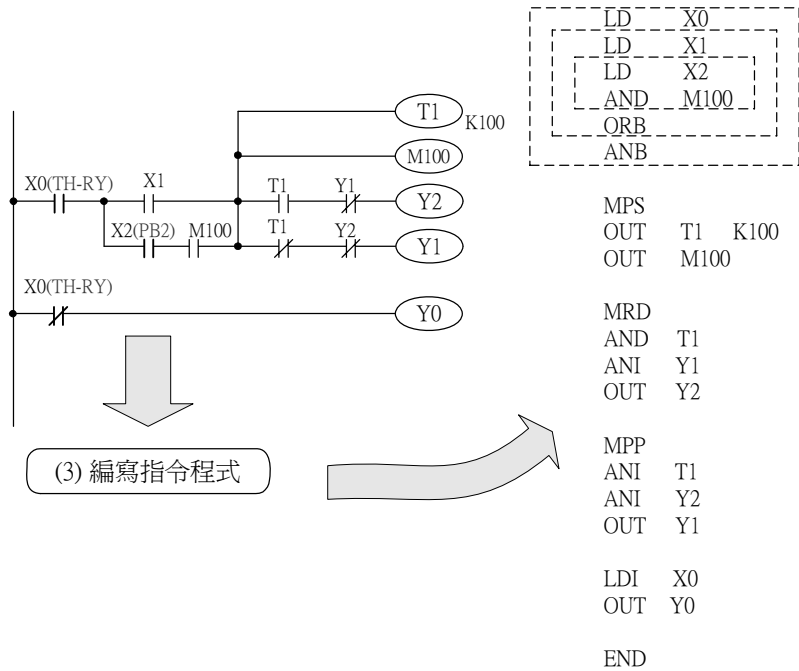 T1
K100
M100
X0(TH-RY)
X1
T1
Y1
Y2
X2(PB2)
M100
T1
Y2
Y1
X0(TH-RY)
Y0
(3) 編寫指令程式
LD X0
LD X1
LD X2
AND M100
ORB
ANB
MPS
OUT T1 K100
OUT M100
MRD
AND T1
ANI Y1
OUT Y2
MPP
ANI T1
ANI Y2
OUT Y1
LDI X0
OUT Y0
END